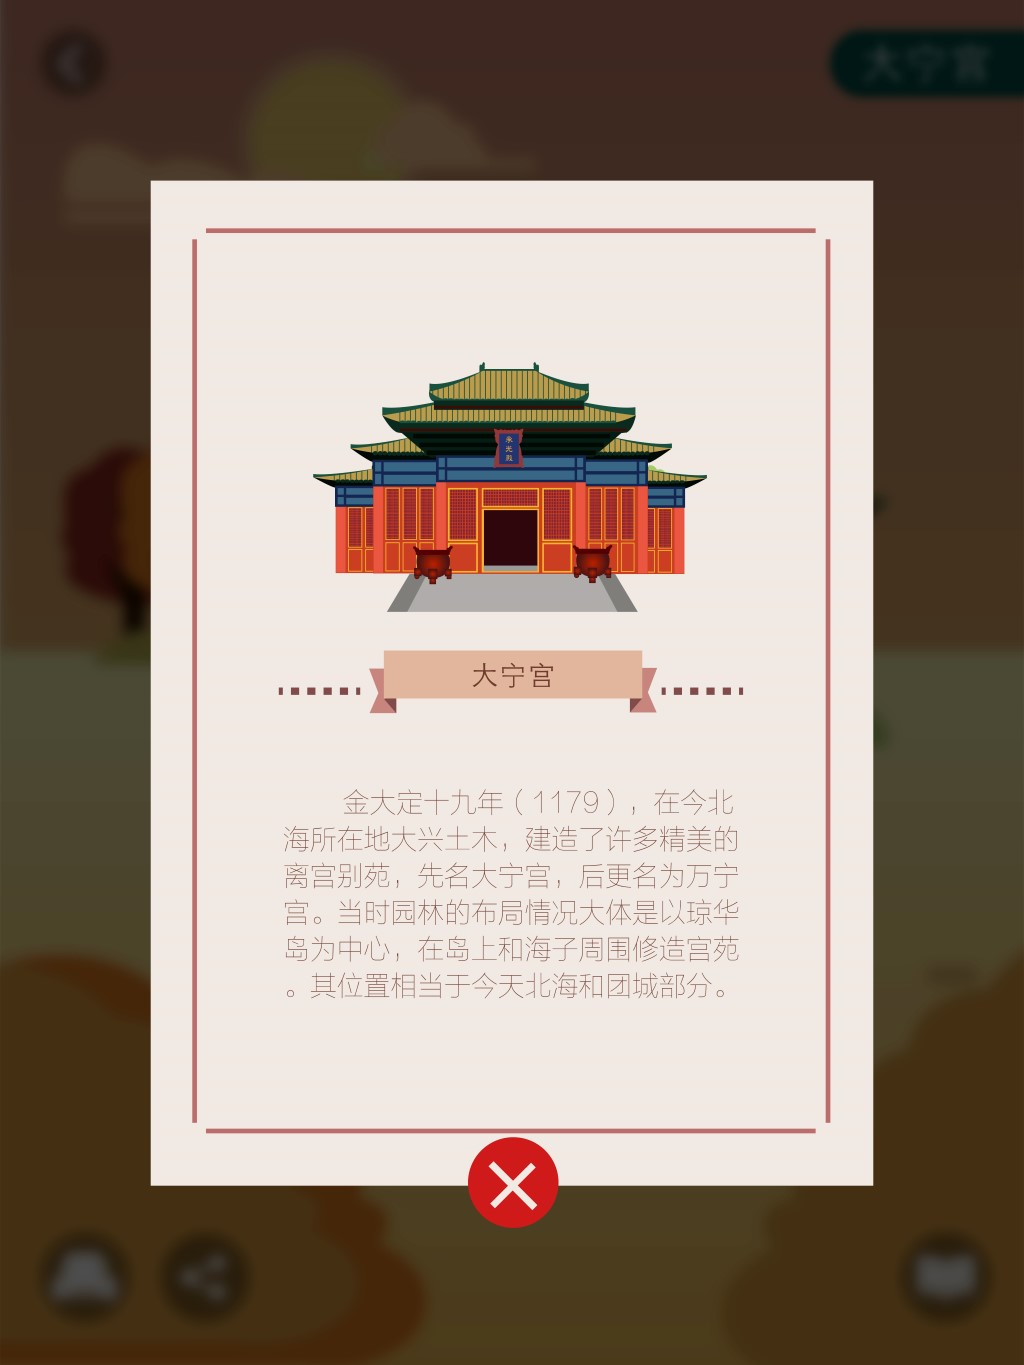 大宁宫
承光殿
大宁宫
金大定十九年（1179），在今北
海所在地大兴土木，建造了许多精美的
离宫别苑，先名大宁宫，后更名为万宁
宫。当时园林的布局情况大体是以琼华
岛为中心，在岛上和海子周围修造宫苑
。其位置相当于今天北海和团城部分。